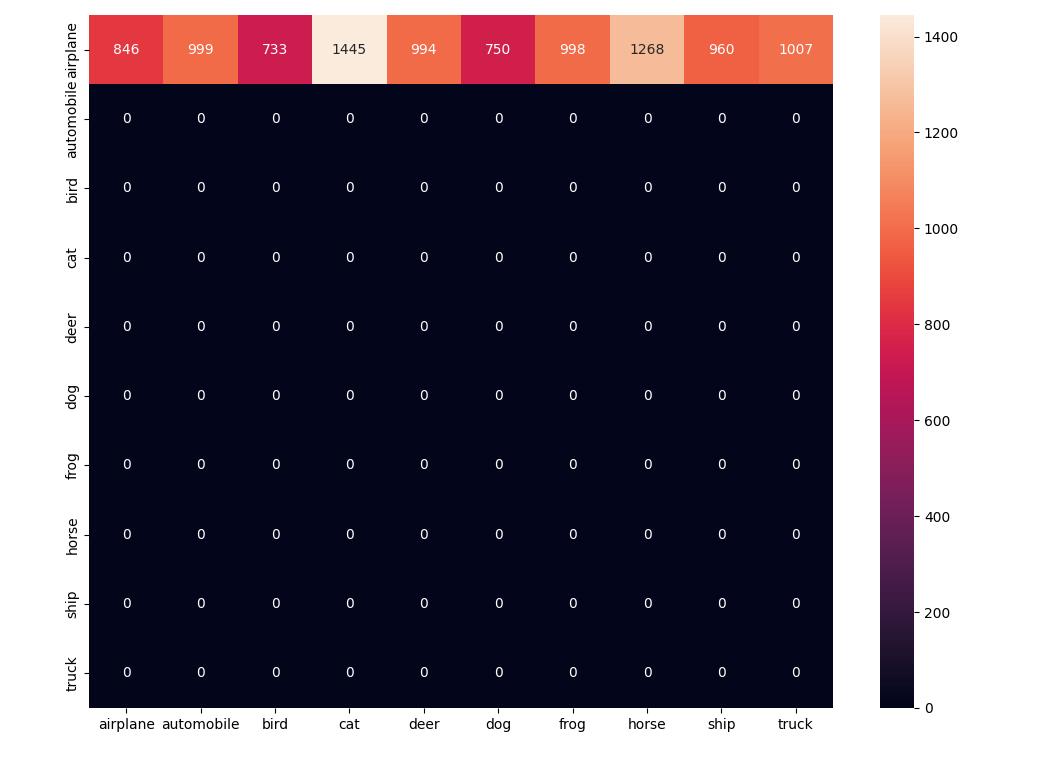 airplane 846 999 733 1445 994 750 998 1268 960 1007
automobile 0 0 0 0 0 0 0 0 0 0
bird 0 0 0 0 0 0 0 0 0 0
cat 0 0 0 0 0 0 0 0 0 0
deer 0 0 0 0 0 0 0 0 0 0
dog 0 0 0 0 0 0 0 0 0 0
frog 0 0 0 0 0 0 0 0 0 0
horse 0 0 0 0 0 0 0 0 0 0
ship 0 0 0 0 0 0 0 0 0 0
truck 0 0 0 0 0 0 0 0 0 0
airplane automobile bird cat deer dog frog horse ship truck
1400
1200
1000
800
600
400
200
0